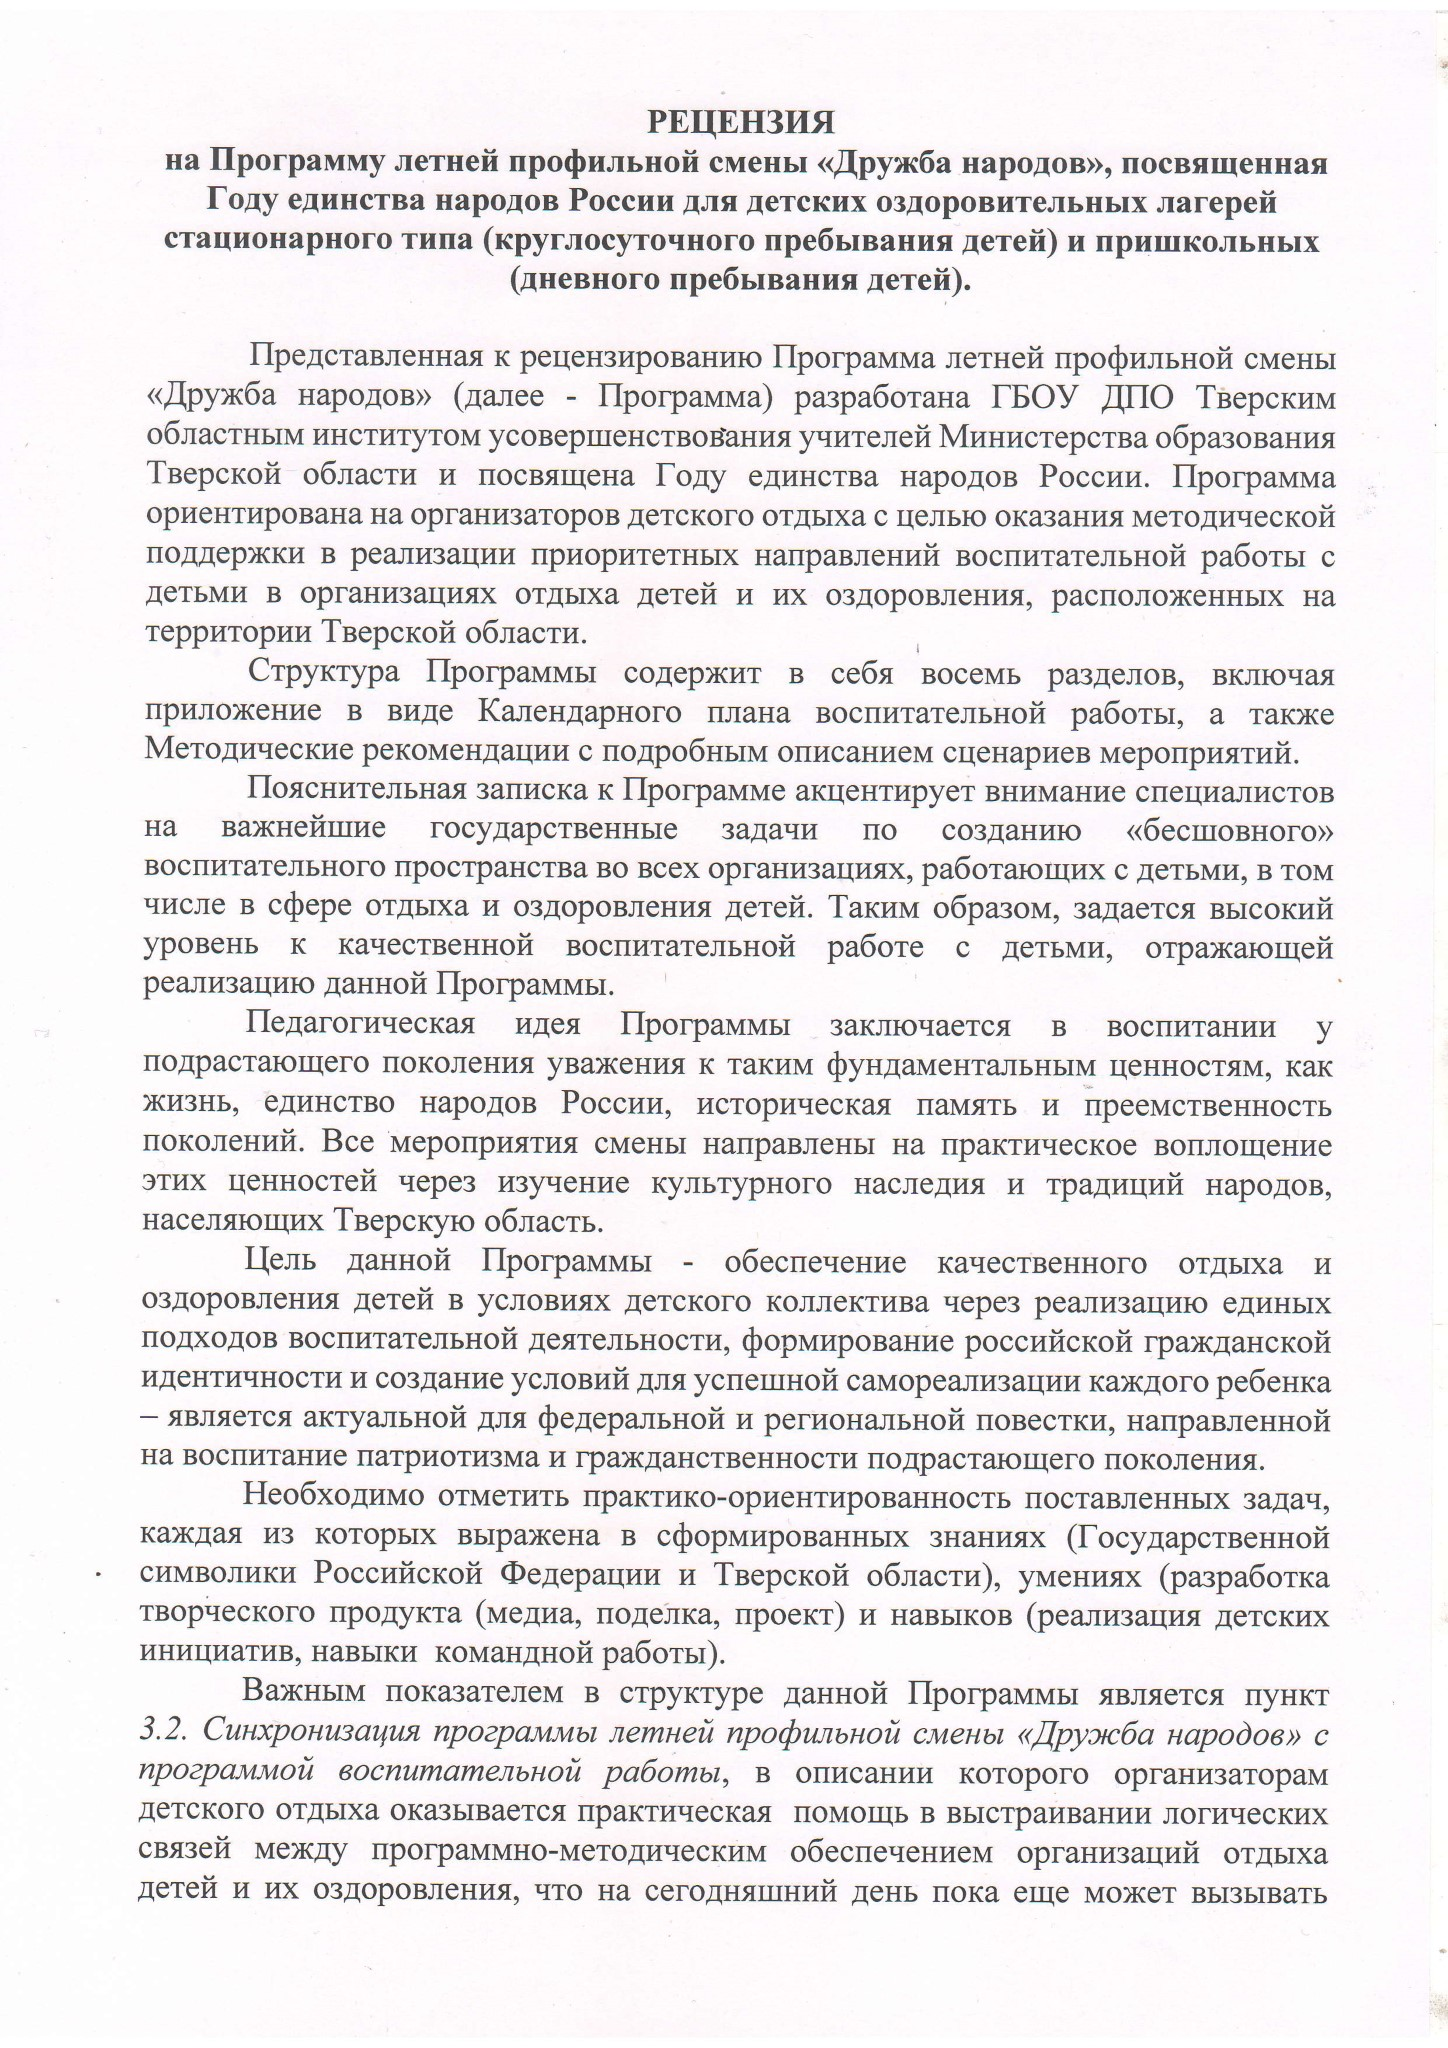 РЕЦЕНЗИЯ
на Программу летней профильной смены «Дружба народов», посвященная
Году единства народов России для детских оздоровительных лагерей
стационарного типа (круглосуточного пребывания детей) и пришкольных
(дневного пребывания детей).
Представленная к рецензированию Программа летней профильной смены
«Дружба народов» (далее - Программа) разработана ГБОУ ДПО Тверским
областным институтом усовершенствования учителей Министерства образования
Тверской области и посвящена Году единства народов России. Программа
ориентирована на организаторов детского отдыха с целью оказания методической
поддержки в реализации приоритетных направлений воспитательной работы с
детьми в организациях отдыха детей и их оздоровления, расположенных на
территории Тверской области.
Структура Программы содержит в себя восемь разделов, включая
приложение в виде Календарного плана воспитательной работы, а также
Методические рекомендации с подробным описанием сценариев мероприятий.
Пояснительная записка к Программе акцентирует внимание специалистов
на важнейшие государственные задачи по созданию «бесшовного»
воспитательного пространства во всех организациях, работающих с детьми, в том
числе в сфере отдыха и оздоровления детей. Таким образом, задается высокий
уровень к качественной воспитательной работе с детьми, отражающей
реализацию данной Программы.
Педагогическая идея Программы заключается в воспитании у
подрастающего поколения уважения к таким фундаментальным ценностям, как
жизнь, единство народов России, историческая память и преемственность
поколений. Все мероприятия смены направлены на практическое воплощение
этих ценностей через изучение культурного наследия и традиций народов,
населяющих Тверскую область.
Цель данной Программы - обеспечение качественного отдыха и
оздоровления детей в условиях детского коллектива через реализацию единых
подходов воспитательной деятельности, формирование российской гражданской
идентичности и создание условий для успешной самореализации каждого ребенка
– является актуальной для федеральной и региональной повестки, направленной
на воспитание патриотизма и гражданственности подрастающего поколения.
Необходимо отметить практико-ориентированность поставленных задач,
каждая из которых выражена в сформированных знаниях (Государственной
символики Российской Федерации и Тверской области), умениях (разработка
творческого продукта (медиа, поделка, проект) и навыков (реализация детских
инициатив, навыки командной работы).
Важным показателем в структуре данной Программы является пункт
3.2. Синхронизация программы летней профильной смены «Дружба народов» с
программой воспитательной работы, в описании которого организаторам
детского отдыха оказывается практическая помощь в выстраивании логических
связей между программно-методическим обеспечением организаций отдыха
детей и их оздоровления, что на сегодняшний день пока еще может вызывать